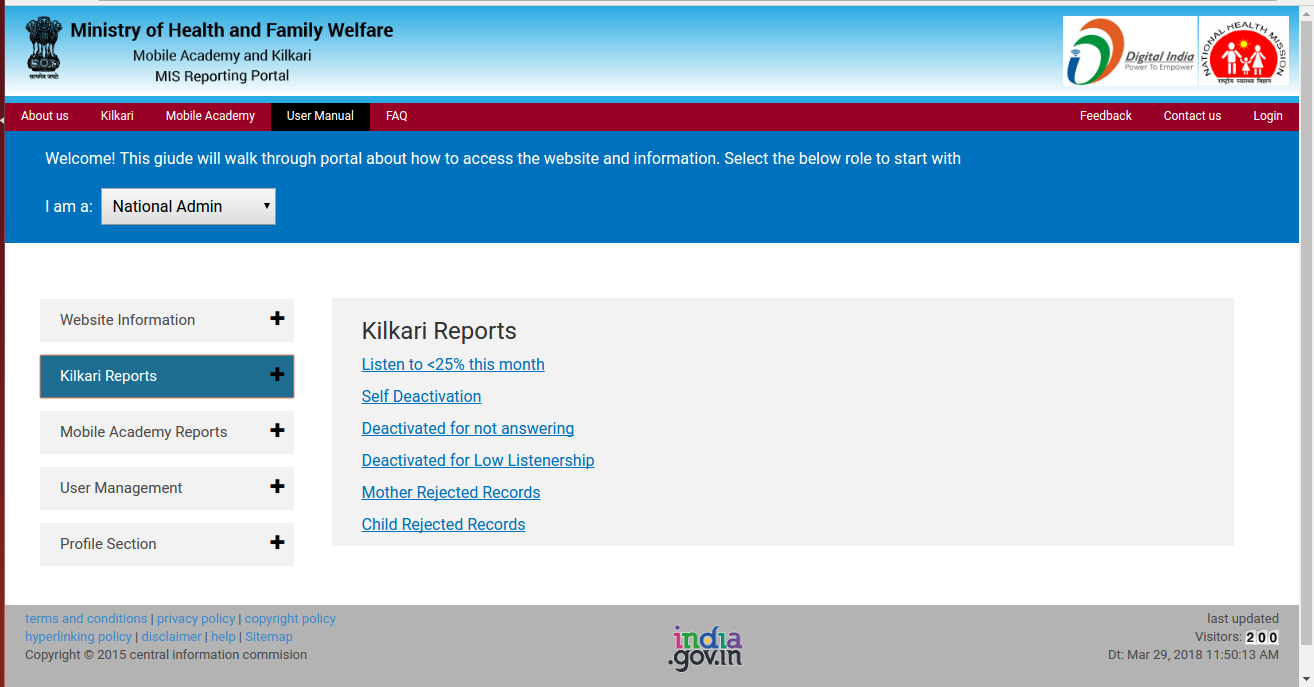 Ministry of Health and Family Welfare
Mobile Academy and Kilkari
MIS Reporting Portal
सत्यमेव जयते
Digital India
Power To Empower
NATIONAL HEALTH MISSION
राष्ट्रीय स्वास्थ्य मिशन
About us Kilkari Mobile Academy User Manual FAQ Feedback Contact us Login
Welcome! This giude will walk through portal about how to access the website and information. Select the below role to start with
I am a: National Admin
Website Information
Kilkari Reports
Mobile Academy Reports
User Management
Profile Section
Kilkari Reports
Listen to <25% this month
Self Deactivation
Deactivated for not answering
Deactivated for Low Listenership
Mother Rejected Records
Child Rejected Records
terms and conditions | privacy policy | copyright policy
hyperlinking policy | disclaimer | help | Sitemap
Copyright © 2015 central information commision
india
.gov.in
last updated
Visitors: 200
Dt: Mar 29, 2018 11:50:13 AM